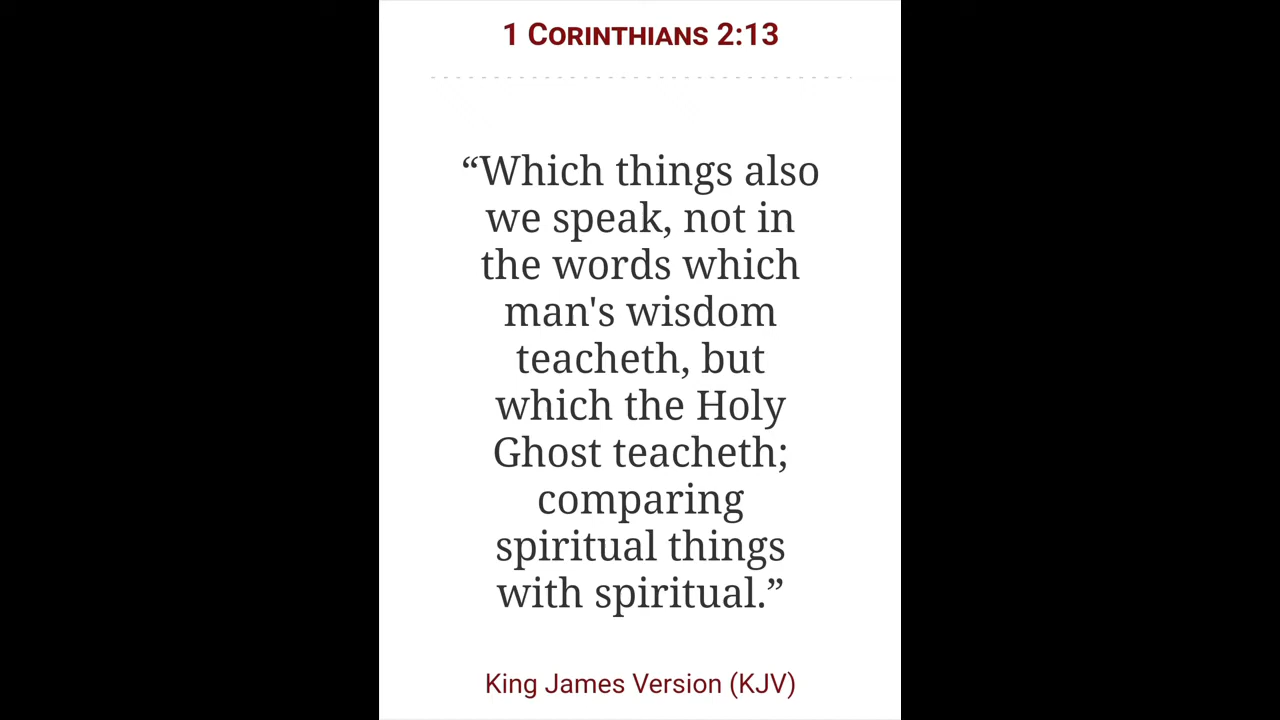 1 Corinthians 2:13
“Which things also
we speak, not in
the words which
man's wisdom
teacheth, but
which the Holy
Ghost teacheth;
comparing
spiritual things
with spiritual.”
King James Version (KJV)